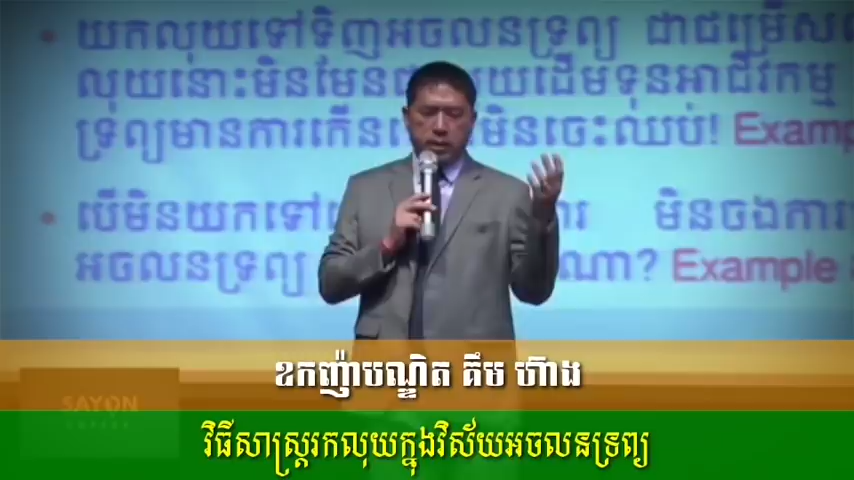 យកលុយទៅទិញអចលនទ្រព្យ ជាជម្រើស
លុយនោះមិនមែន ដើមទុនអាជីវកម្ម
ទ្រព្យមានការកើន មិនចេះឈប់! Example
បើមិនយកទៅ មិនចងការ
អចលនទ្រព្យ ណា? Example
SAYON
ឧកញ៉ាបណ្ឌិត គឹម ហ៊ាង
វិធីសាស្ត្ររកលុយក្នុងវិស័យអចលនទ្រព្យ